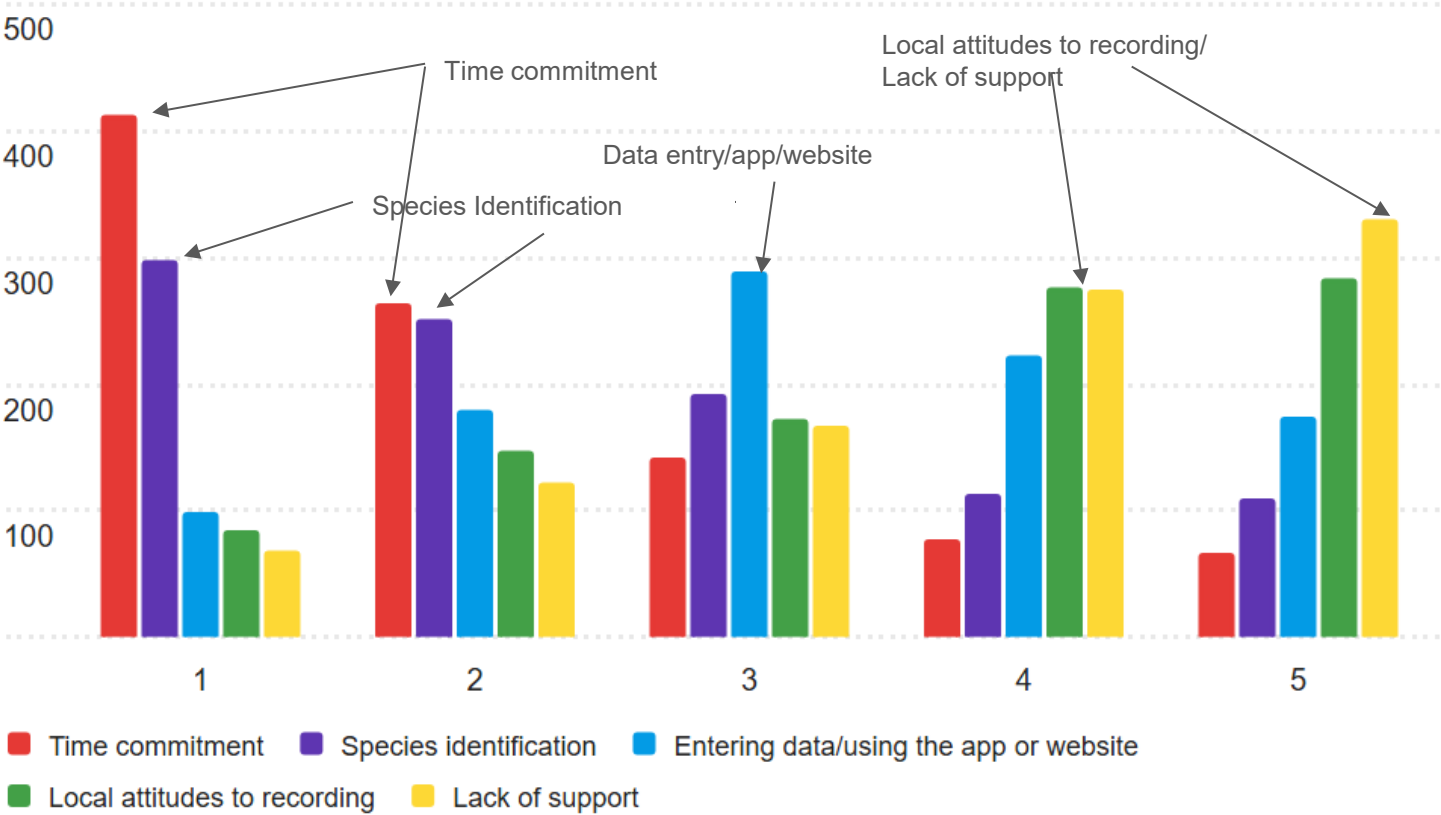 500
Local attitudes to recording/
Time commitment
Lack of support
400
Data entry/app/website
Species Identification
300
200
100
1 2 3 4 5
Time commitment Species identification Entering data/using the app or website
Local attitudes to recording Lack of support